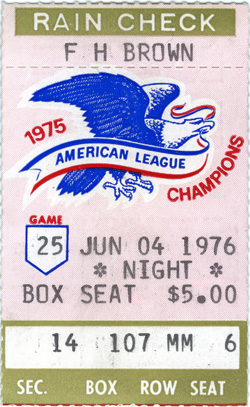 RAIN CHECK
F H BROWN
1975
AMERICAN LEAGUE
CHAMPIONS
GAME
25 JUN 04 1976
* NIGHT *
BOX SEAT $5.00
14 107 MM 6
SEC. BOX ROW SEAT